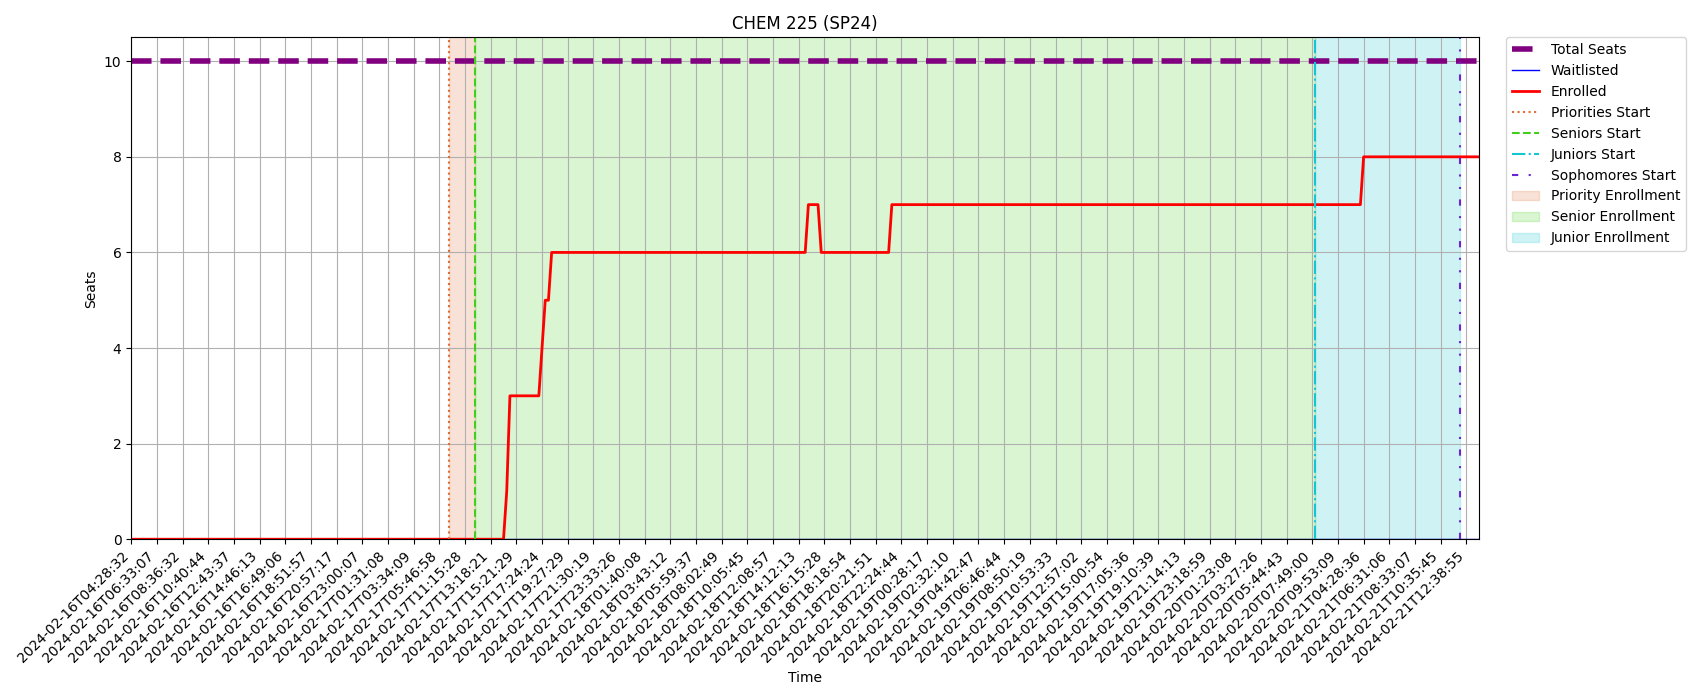 CHEM 225 (SP24)
10
8
6
4
2
0
Seats
2024-02-16T04:28:32
2024-02-16T06:33:07
2024-02-16T08:36:32
2024-02-16T10:40:44
2024-02-16T12:43:37
2024-02-16T14:46:13
2024-02-16T16:49:06
2024-02-16T18:51:57
2024-02-16T20:57:17
2024-02-16T23:00:07
2024-02-17T01:31:08
2024-02-17T03:34:09
2024-02-17T05:46:58
2024-02-17T11:15:28
2024-02-17T13:18:21
2024-02-17T15:21:29
2024-02-17T17:24:24
2024-02-17T19:27:29
2024-02-17T21:30:19
2024-02-17T23:33:26
2024-02-18T01:40:08
2024-02-18T03:43:12
2024-02-18T05:59:37
2024-02-18T08:02:49
2024-02-18T10:05:45
2024-02-18T12:08:57
2024-02-18T14:12:13
2024-02-18T16:15:28
2024-02-18T18:18:54
2024-02-18T20:21:51
2024-02-18T22:24:44
2024-02-19T00:28:17
2024-02-19T02:32:10
2024-02-19T04:42:47
2024-02-19T06:46:44
2024-02-19T08:50:19
2024-02-19T10:53:33
2024-02-19T12:57:02
2024-02-19T15:00:54
2024-02-19T17:05:36
2024-02-19T19:10:39
2024-02-19T21:14:13
2024-02-19T23:18:59
2024-02-20T01:23:08
2024-02-20T03:27:26
2024-02-20T05:44:43
2024-02-20T07:49:00
2024-02-20T09:53:09
2024-02-21T04:28:36
2024-02-21T06:31:06
2024-02-21T08:33:07
2024-02-21T10:35:45
2024-02-21T12:38:55
Time
Total Seats
Waitlisted
Enrolled
Priorities Start
Seniors Start
Juniors Start
Sophomores Start
Priority Enrollment
Senior Enrollment
Junior Enrollment